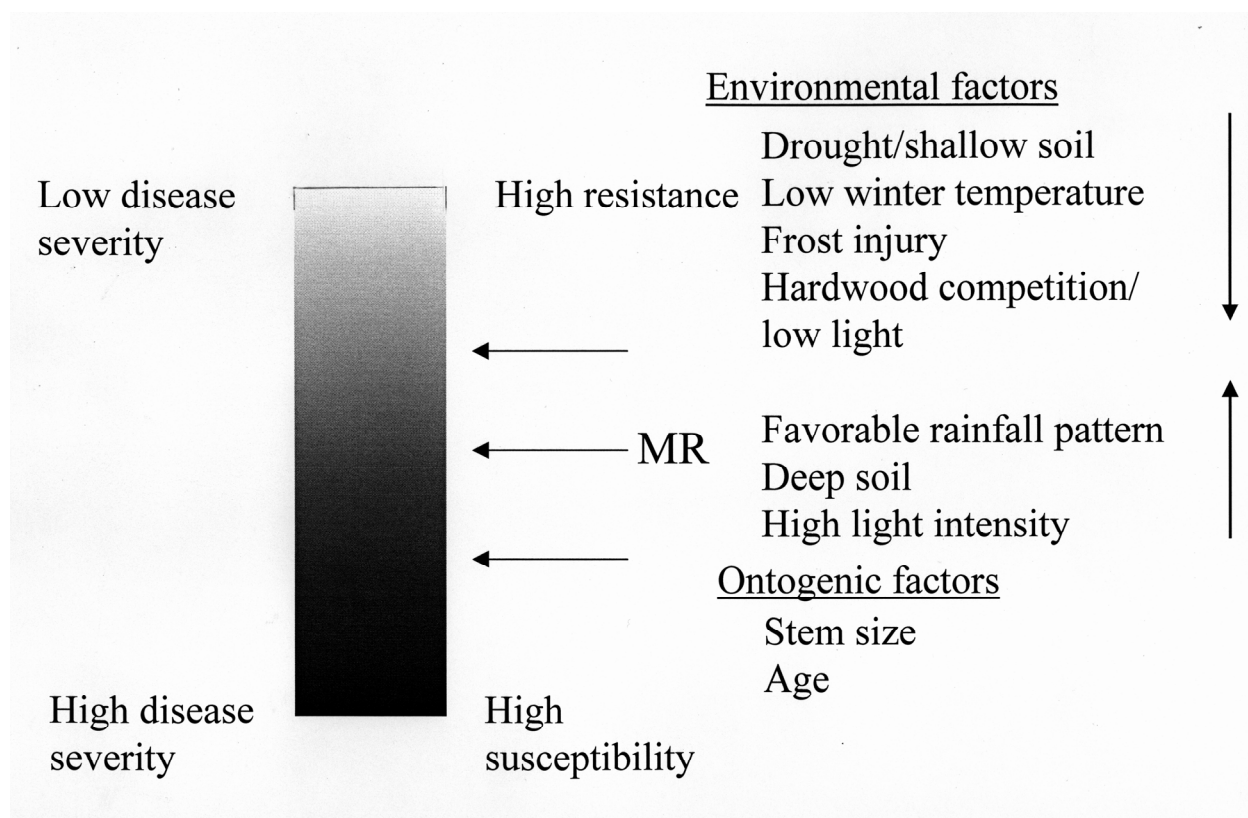 Environmental factors
Drought/shallow soil
Low disease
severity
High resistance
Low winter temperature
Frost injury
Hardwood competition/
low light
MR
Favorable rainfall pattern
Deep soil
High light intensity
Ontogenic factors
Stem size
Age
High disease
severity
High
susceptibility